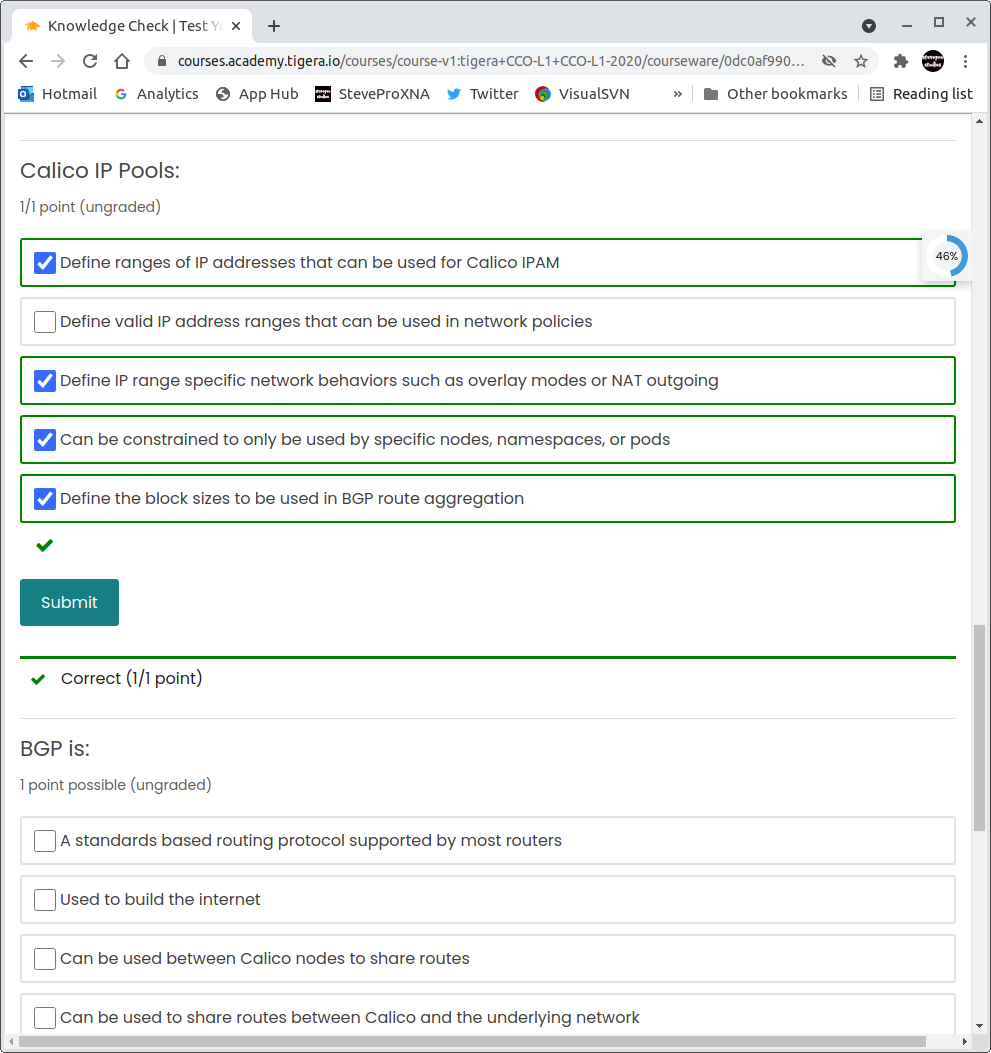 Knowledge Check | Test Y
courses.academy.tigera.io/courses/course-v1:tigera+CCO-L1+CCO-L1-2020/courseware/0dc0af990...
Hotmail Analytics App Hub SteveProXNA Twitter VisualSVN » Other bookmarks Reading list
Calico IP Pools:
1/1 point (ungraded)
46%
Define ranges of IP addresses that can be used for Calico IPAM
Define valid IP address ranges that can be used in network policies
Define IP range specific network behaviors such as overlay modes or NAT outgoing
Can be constrained to only be used by specific nodes, namespaces, or pods
Define the block sizes to be used in BGP route aggregation
Submit
Correct (1/1 point)
BGP is:
1 point possible (ungraded)
A standards based routing protocol supported by most routers
Used to build the internet
Can be used between Calico nodes to share routes
Can be used to share routes between Calico and the underlying network